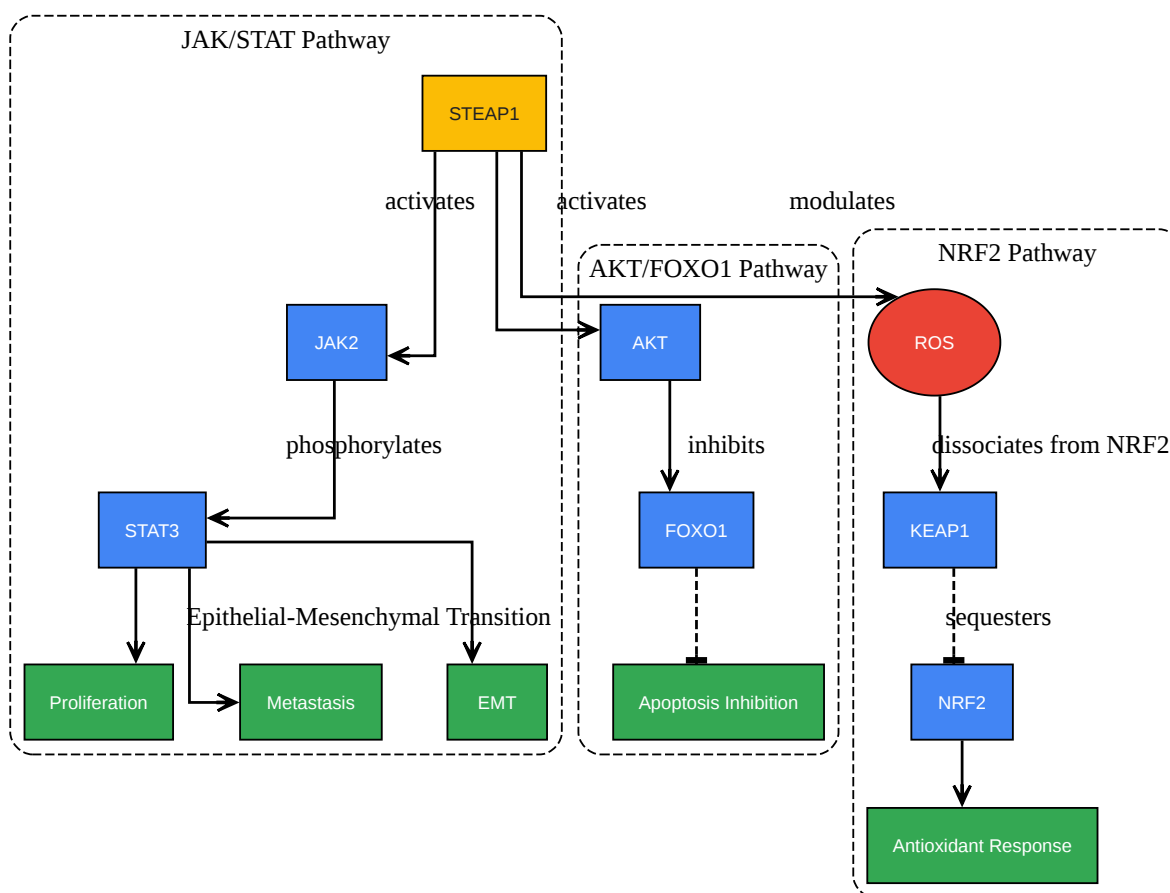 JAK/STAT Pathway
STEAP1
activates
activates
modulates
AKT/FOXO1 Pathway
NRF2 Pathway
JAK2
AKT
ROS
phosphorylates
inhibits
dissociates from NRF2
STAT3
FOXO1
KEAP1
Epithelial-Mesenchymal Transition
sequesters
Proliferation
Metastasis
EMT
Apoptosis Inhibition
NRF2
Antioxidant Response